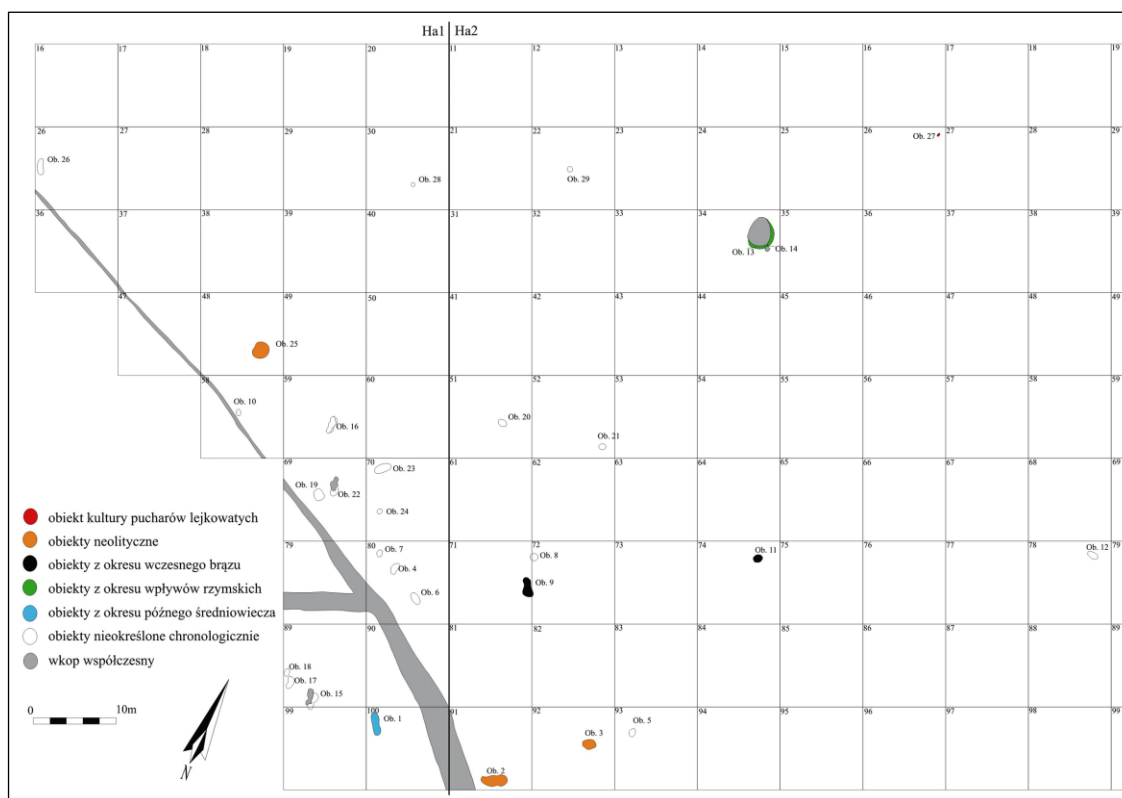 Ha1 Ha2
16 17 18 19 20 11 12 13 14 15 16 17 18 19
26 27 28 29 30 21 22 23 24 25 26 27 28 29
Ob. 27
Ob. 26
Ob. 28
Ob. 29
36 37 38 39 40 31 32 33 34 35 36 37 38 39
Ob. 13
Ob. 14
47 48 49 50 41 42 43 44 45 46 47 48 49
Ob. 25
58 59 60 51 52 53 54 55 56 57 58 59
Ob. 10
Ob. 16
Ob. 20
Ob. 21
69 70 61 62 63 64 65 66 67 68 69
Ob. 23
Ob. 19
Ob. 22
Ob. 24
79 80 71 72 73 74 75 76 77 78 79
Ob. 7
Ob. 8
Ob. 11
Ob. 12
Ob. 4
Ob. 9
Ob. 6
89 90 81 82 83 84 85 86 87 88 89
Ob. 18
Ob. 17
Ob. 15
99 100 91 92 93 94 95 96 97 98 99
Ob. 1
Ob. 5
Ob. 3
Ob. 2
obiekt kultury pucharów lejkowatych
obiekty neolityczne
obiekty z okresu wczesnego brązu
obiekty z okresu wpływów rzymskich
obiekty z okresu późnego średniowiecza
obiekty nieokreślone chronologicznie
wkop współczesny
0 10m
N